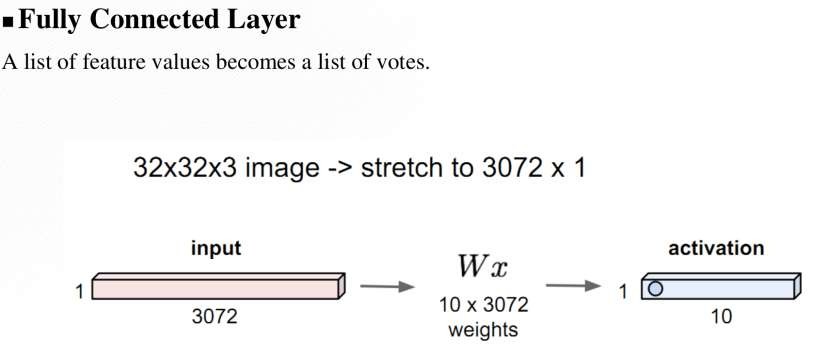 ▪Fully Connected Layer
A list of feature values becomes a list of votes.
32x32x3 image -> stretch to 3072 x 1
input
1
3072
Wx
10 x 3072
weights
activation
1
10